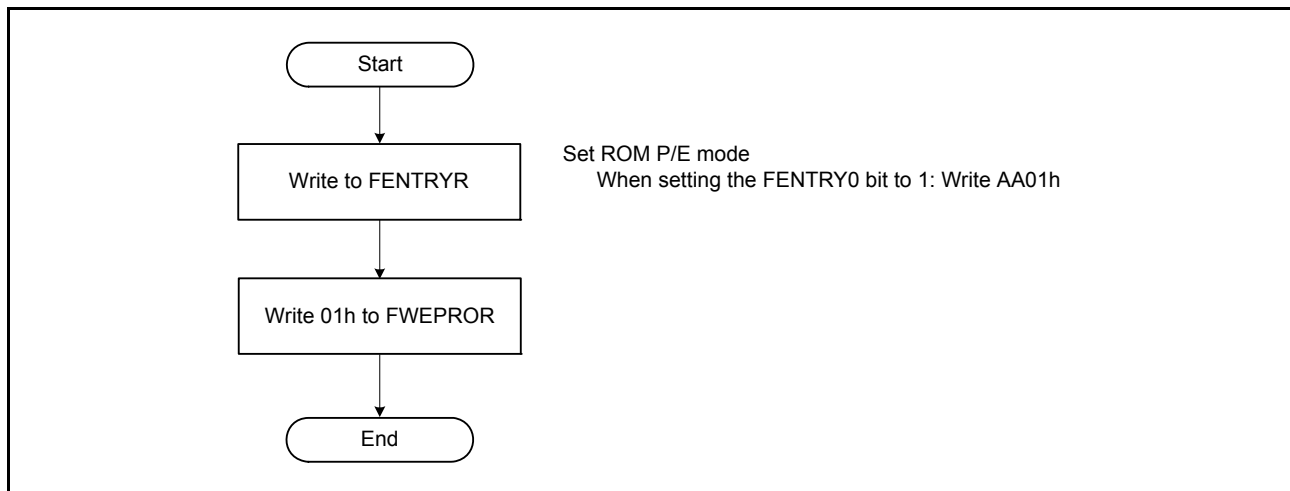 Start
Write to FENTRYR
Set ROM P/E mode
When setting the FENTRY0 bit to 1: Write AA01h
Write 01h to FWEPROR
End